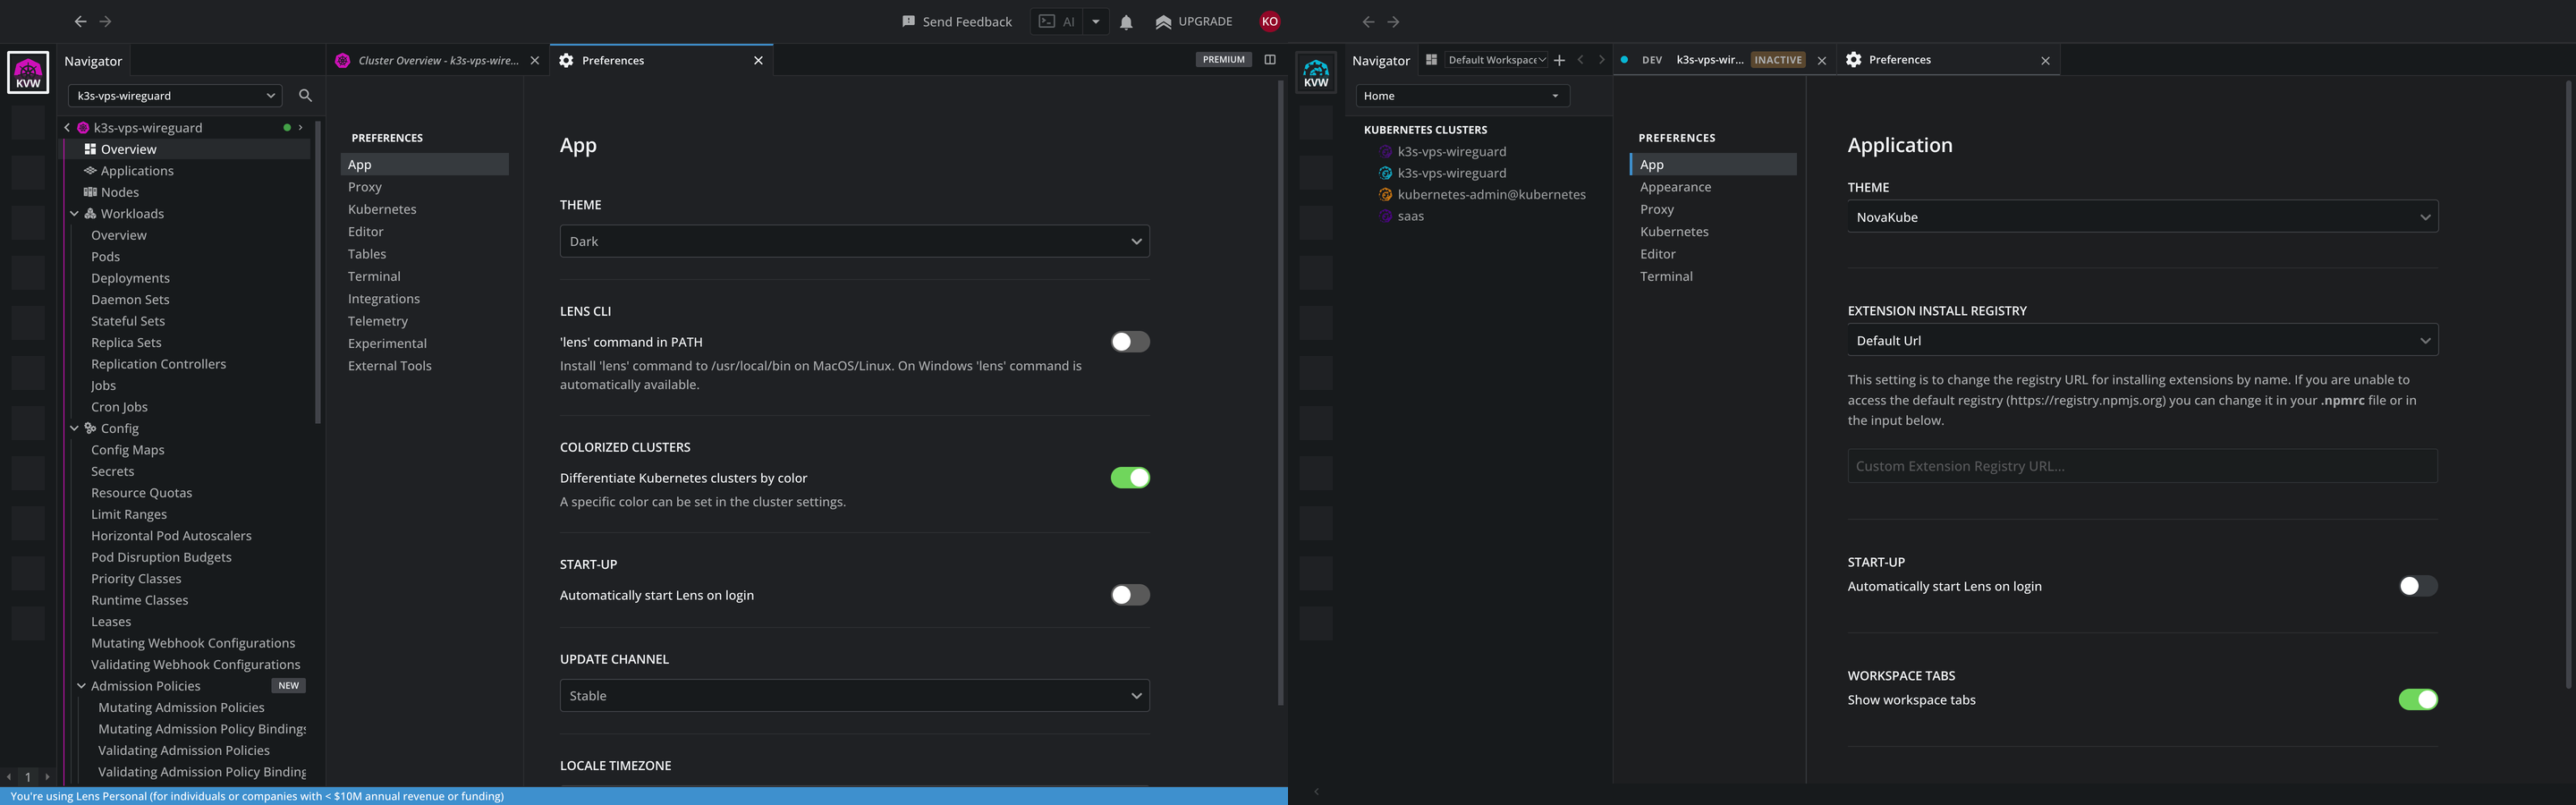 Send Feedback
AI
UPGRADE
KO
KVW
Navigator
Cluster Overview - k3s-vps-wire...
Preferences
PREMIUM
k3s-vps-wireguard
k3s-vps-wireguard
Overview
Applications
Nodes
Workloads
Overview
Pods
Deployments
Daemon Sets
Stateful Sets
Replica Sets
Replication Controllers
Jobs
Cron Jobs
Config
Config Maps
Secrets
Resource Quotas
Limit Ranges
Horizontal Pod Autoscalers
Pod Disruption Budgets
Priority Classes
Runtime Classes
Leases
Mutating Webhook Configurations
Validating Webhook Configurations
Admission Policies NEW
Mutating Admission Policies
Mutating Admission Policy Bindings
Validating Admission Policies
Validating Admission Policy Binding
1
PREFERENCES
App
Proxy
Kubernetes
Editor
Tables
Terminal
Integrations
Telemetry
Experimental
External Tools
App
THEME
Dark
LENS CLI
'lens' command in PATH
Install 'lens' command to /usr/local/bin on MacOS/Linux. On Windows 'lens' command is
automatically available.
COLORIZED CLUSTERS
Differentiate Kubernetes clusters by color
A specific color can be set in the cluster settings.
START-UP
Automatically start Lens on login
UPDATE CHANNEL
Stable
LOCALE TIMEZONE
You're using Lens Personal (for individuals or companies with < $10M annual revenue or funding)
KVW
Navigator
Default Workspace
DEV k3s-vps-wir... INACTIVE
Preferences
Home
KUBERNETES CLUSTERS
k3s-vps-wireguard
k3s-vps-wireguard
kubernetes-admin@kubernetes
saas
PREFERENCES
App
Appearance
Proxy
Kubernetes
Editor
Terminal
Application
THEME
NovaKube
EXTENSION INSTALL REGISTRY
Default Url
This setting is to change the registry URL for installing extensions by name. If you are unable to
access the default registry (https://registry.npmjs.org) you can change it in your .npmrc file or in
the input below.
Custom Extension Registry URL...
START-UP
Automatically start Lens on login
WORKSPACE TABS
Show workspace tabs